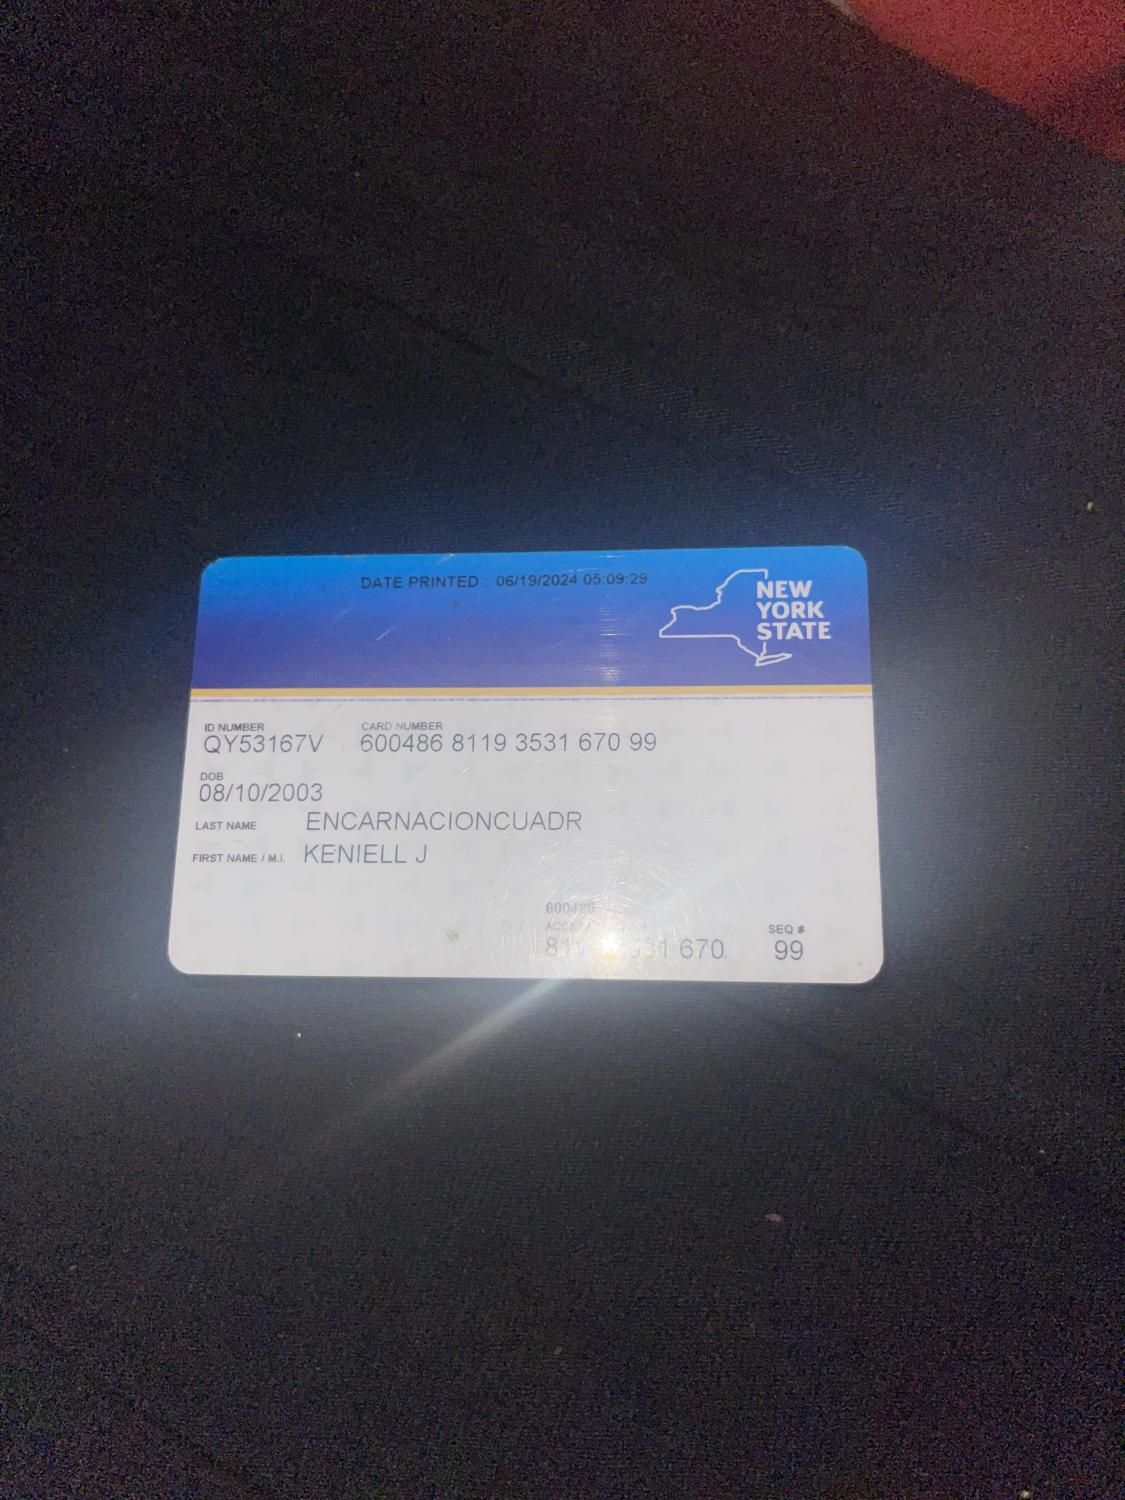 DATE PRINTED : 06/19/2024 05:09:29
NEW
YORK
STATE
ID NUMBER CARD NUMBER
QY53167V 600486 8119 3531 670 99
DOB
08/10/2003
LAST NAME ENCARNACIONCUADR
FIRST NAME / M.I. KENIELL J
SEQ #
670 99